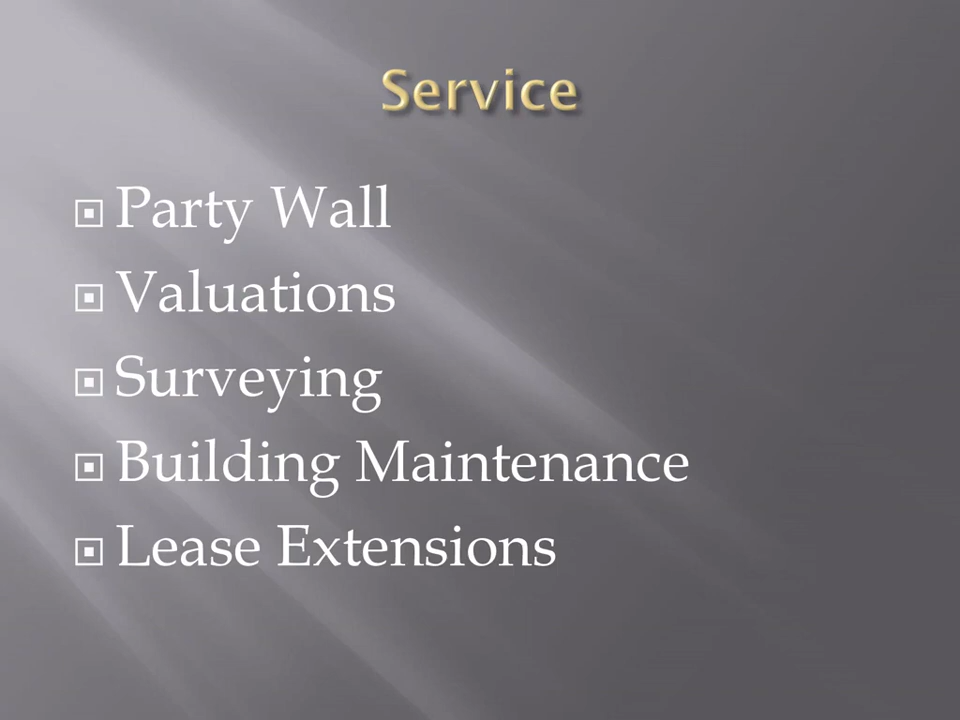 Service
Party Wall
Valuations
Surveying
Building Maintenance
Lease Extensions